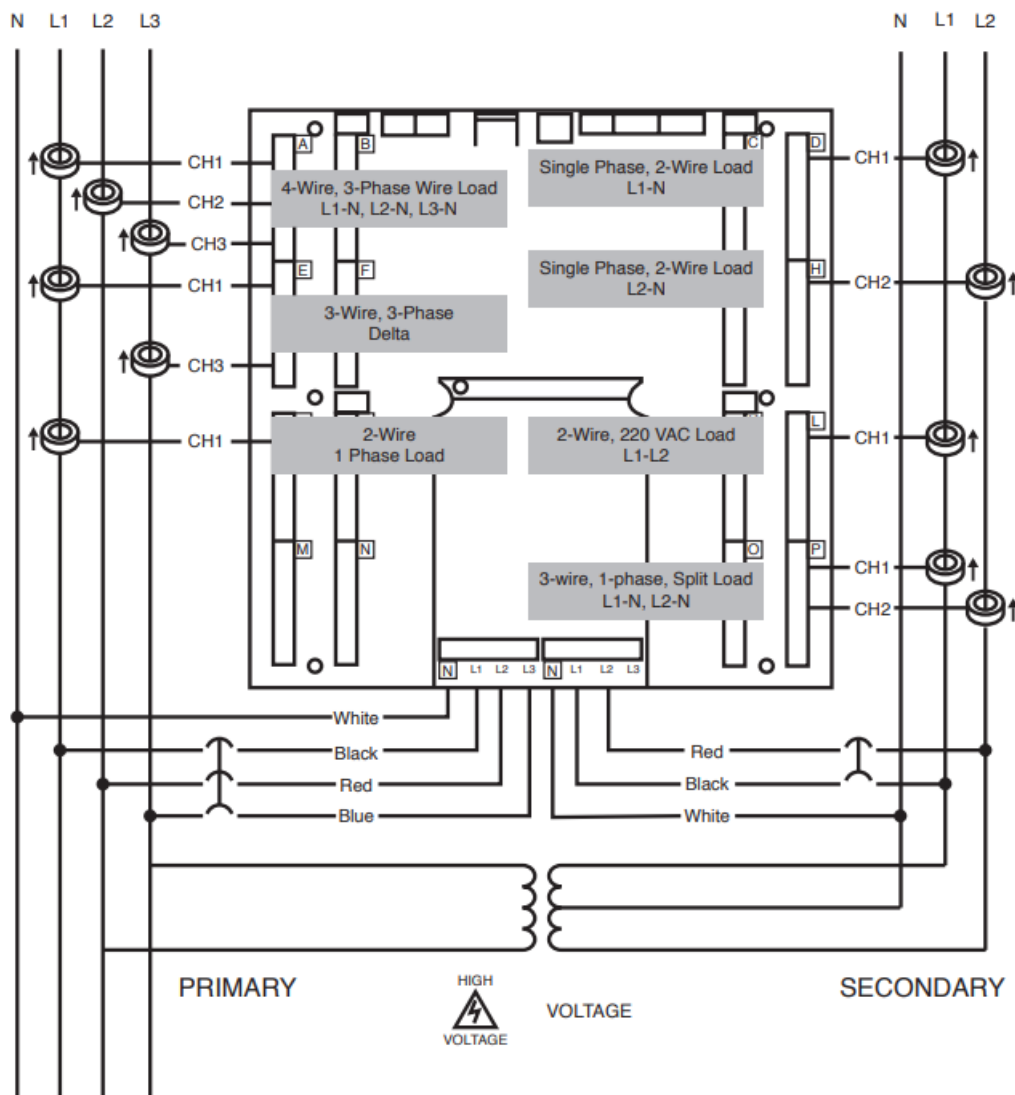 N L1 L2 L3 N L1 L2
A B C D
CH1 Single Phase, 2-Wire Load CH1
L1-N
4-Wire, 3-Phase Wire Load
L1-N, L2-N, L3-N
CH2
CH3
E F Single Phase, 2-Wire Load H
L2-N
CH1 CH2
3-Wire, 3-Phase
Delta
CH3
L
2-Wire 2-Wire, 220 VAC Load
1 Phase Load L1-L2
CH1 CH1
M N O P
3-wire, 1-phase, Split Load CH1
L1-N, L2-N CH2
N L1 L2 L3 N L1 L2 L3
White
Black Red
Red Black
Blue White
PRIMARY SECONDARY
HIGH
VOLTAGE
VOLTAGE